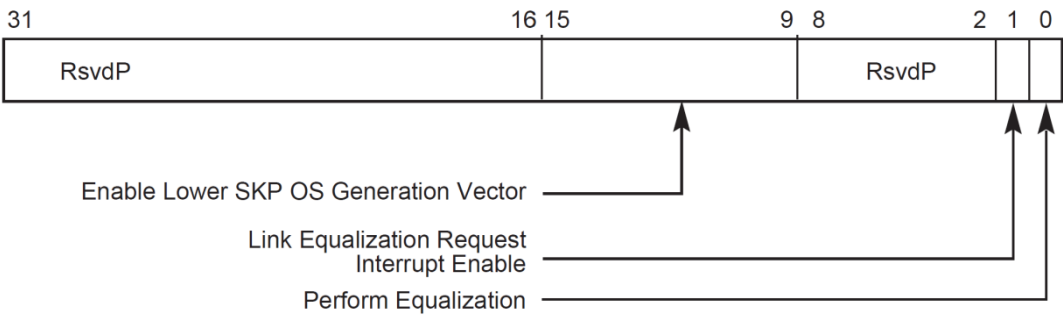 31 16 15 9 8 2 1 0
RsvdP RsvdP
Enable Lower SKP OS Generation Vector
Link Equalization Request
Interrupt Enable
Perform Equalization